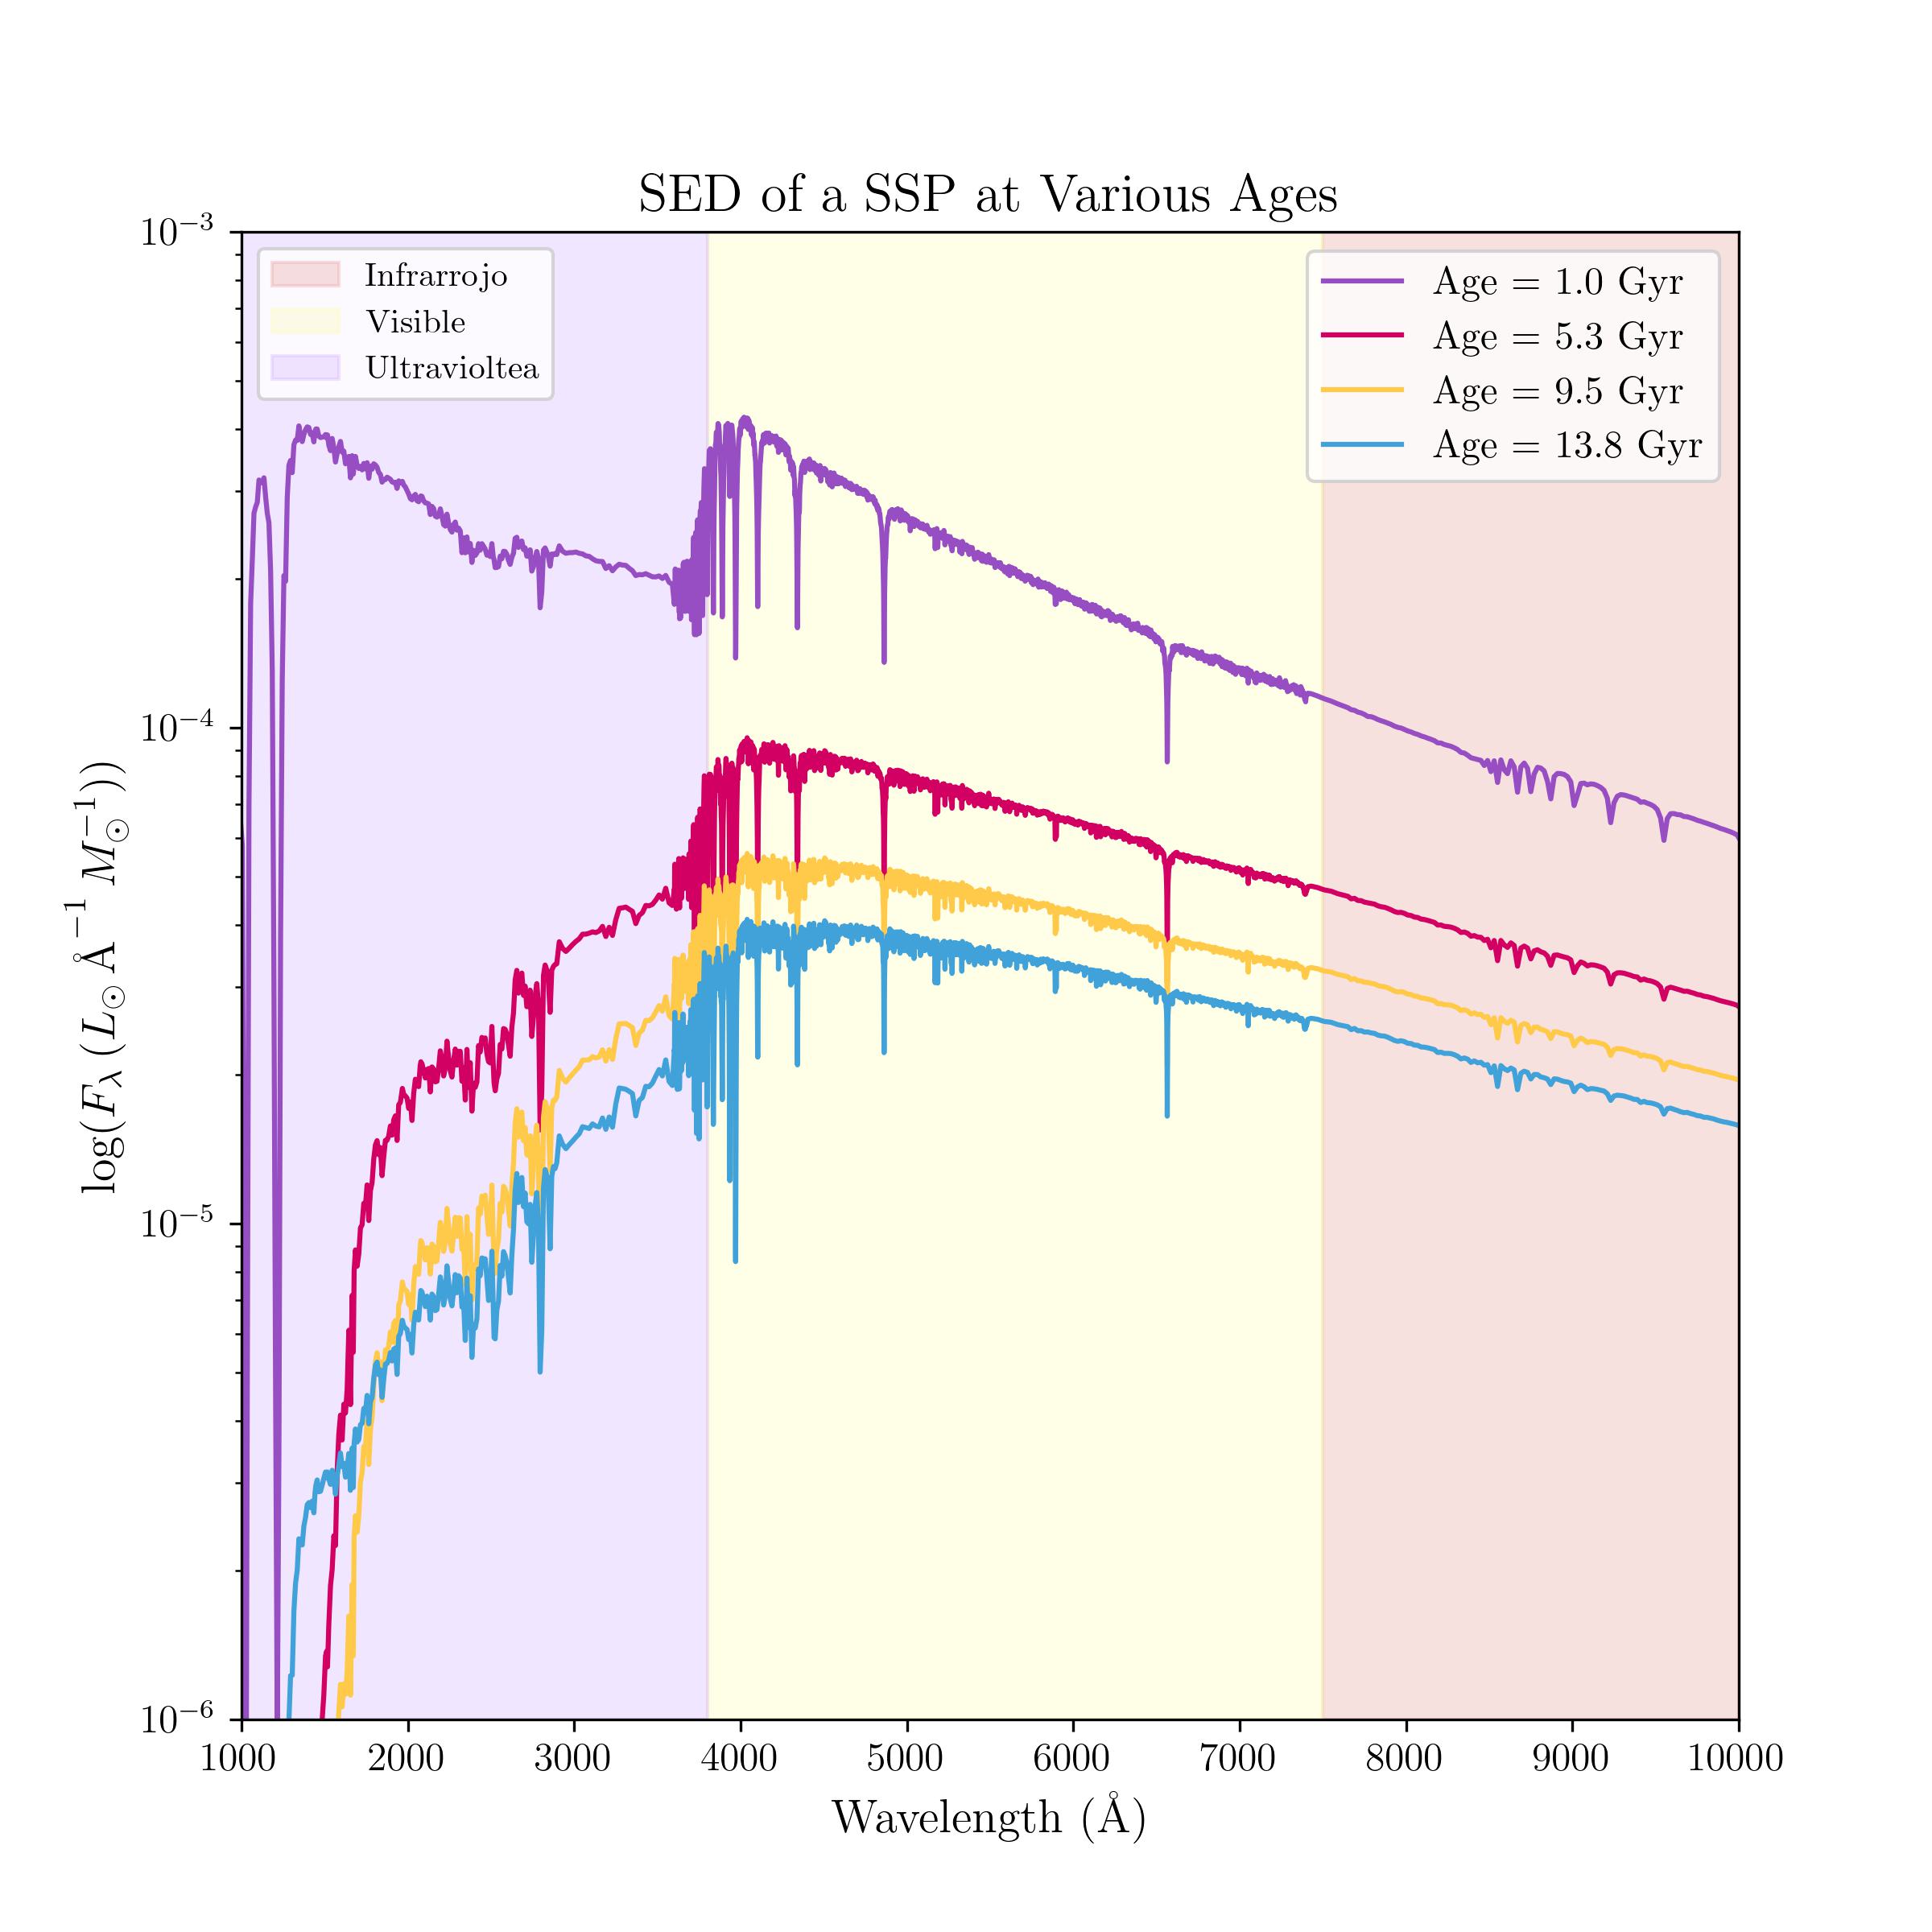 SED of a SSP at Various Ages
Infrarrojo
Visible
Ultravioltea
Age = 1.0 Gyr
Age = 5.3 Gyr
Age = 9.5 Gyr
Age = 13.8 Gyr
10⁻³
10⁻⁴
10⁻⁵
10⁻⁶
log(F_λ (L_⊙ Å⁻¹ M_⊙⁻¹))
1000 2000 3000 4000 5000 6000 7000 8000 9000 10000
Wavelength (Å)